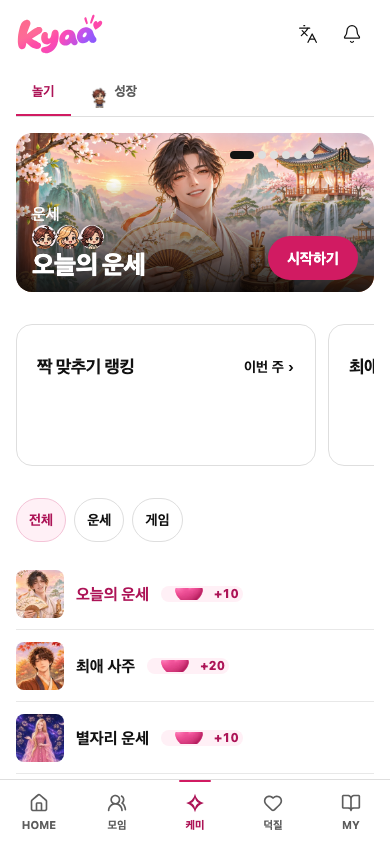 kyaa
놀기
성장
운세
오늘의 운세
시작하기
짝 맞추기 랭킹
이번 주 ›
최애
전체
운세
게임
오늘의 운세
+10
최애 사주
+20
별자리 운세
+10
HOME
모임
케미
덕질
MY